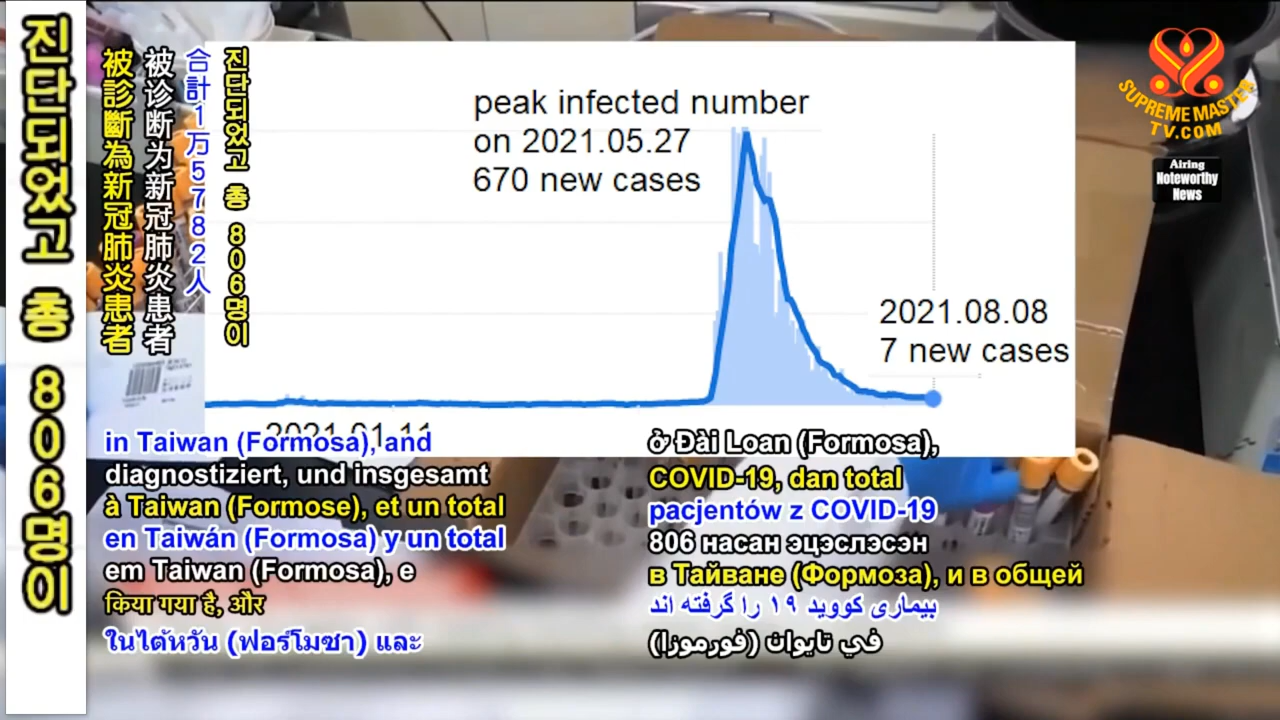 진단되었고 총 806명이
被診斷為新冠肺炎患者
被诊断为新冠肺炎患者
合計1万5782人
진단되었고 총 806명이
peak infected number
on 2021.05.27
670 new cases
2021.08.08
7 new cases
2021.01.11
SUPREME MASTER
TV.COM
Airing
Noteworthy
News
in Taiwan (Formosa), and
diagnostiziert, und insgesamt
à Taiwan (Formose), et un total
en Taiwán (Formosa) y un total
em Taiwan (Formosa), e
किया गया है, और
ในไต้หวัน (ฟอร์โมซา) และ
ở Đài Loan (Formosa),
COVID-19, dan total
pacjentów z COVID-19
806 насан эцэслэсэн
в Тайване (Формоза), и в общей
بیماری کووید ۱۹ را گرفته اند
في تايوان (فورموزا)